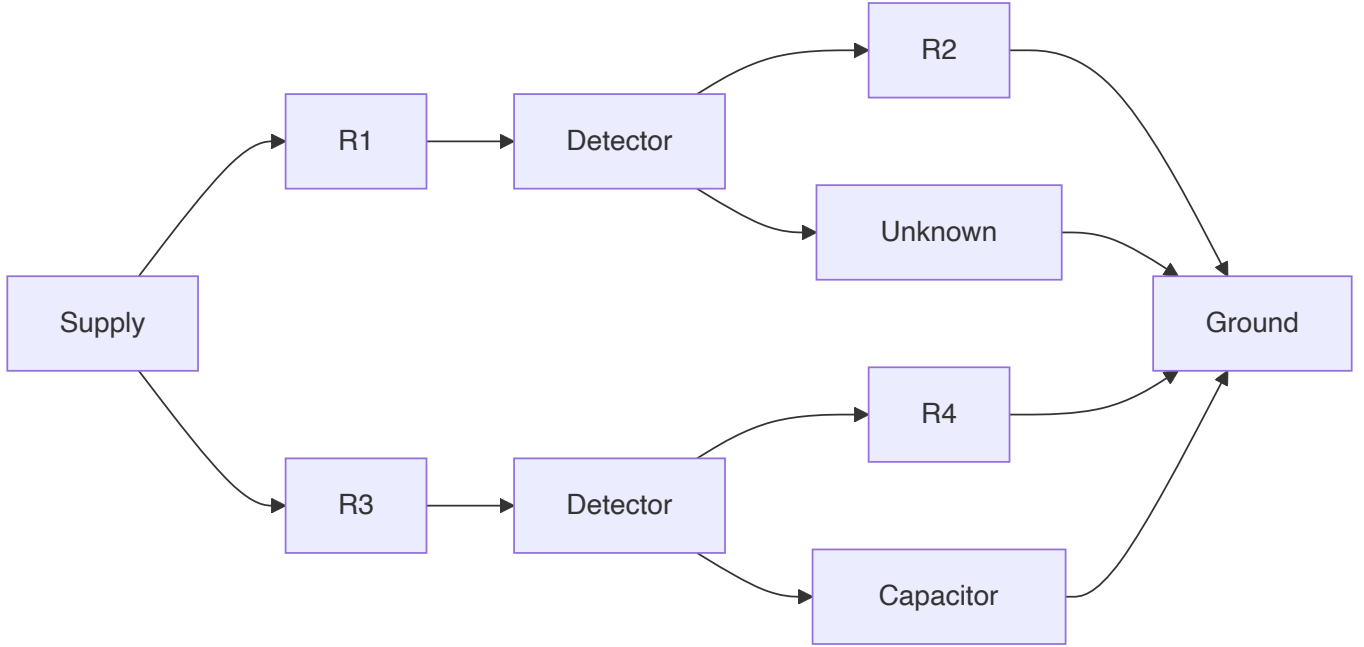 R2
R1
Detector
Unknown
Supply
Ground
R4
R3
Detector
Capacitor